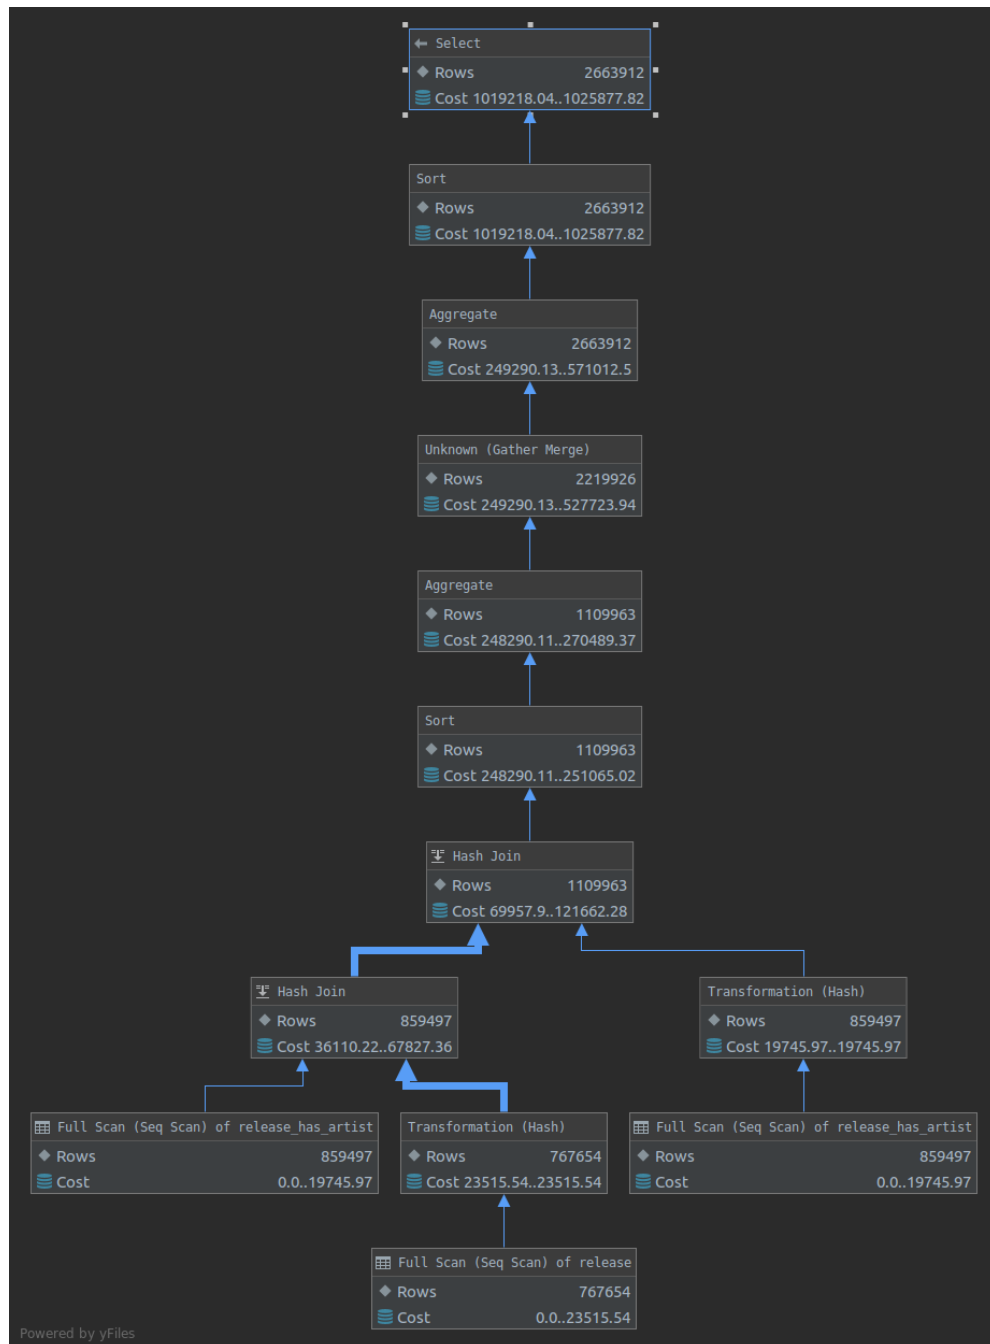 Select
Rows 2663912
Cost 1019218.04..1025877.82
Sort
Rows 2663912
Cost 1019218.04..1025877.82
Aggregate
Rows 2663912
Cost 249290.13..571012.5
Unknown (Gather Merge)
Rows 2219926
Cost 249290.13..527723.94
Aggregate
Rows 1109963
Cost 248290.11..270489.37
Sort
Rows 1109963
Cost 248290.11..251065.02
Hash Join
Rows 1109963
Cost 69957.9..121662.28
Hash Join
Rows 859497
Cost 36110.22..67827.36
Transformation (Hash)
Rows 859497
Cost 19745.97..19745.97
Full Scan (Seq Scan) of release_has_artist
Rows 859497
Cost 0.0..19745.97
Transformation (Hash)
Rows 767654
Cost 23515.54..23515.54
Full Scan (Seq Scan) of release_has_artist
Rows 859497
Cost 0.0..19745.97
Full Scan (Seq Scan) of release
Rows 767654
Cost 0.0..23515.54
Powered by yFiles